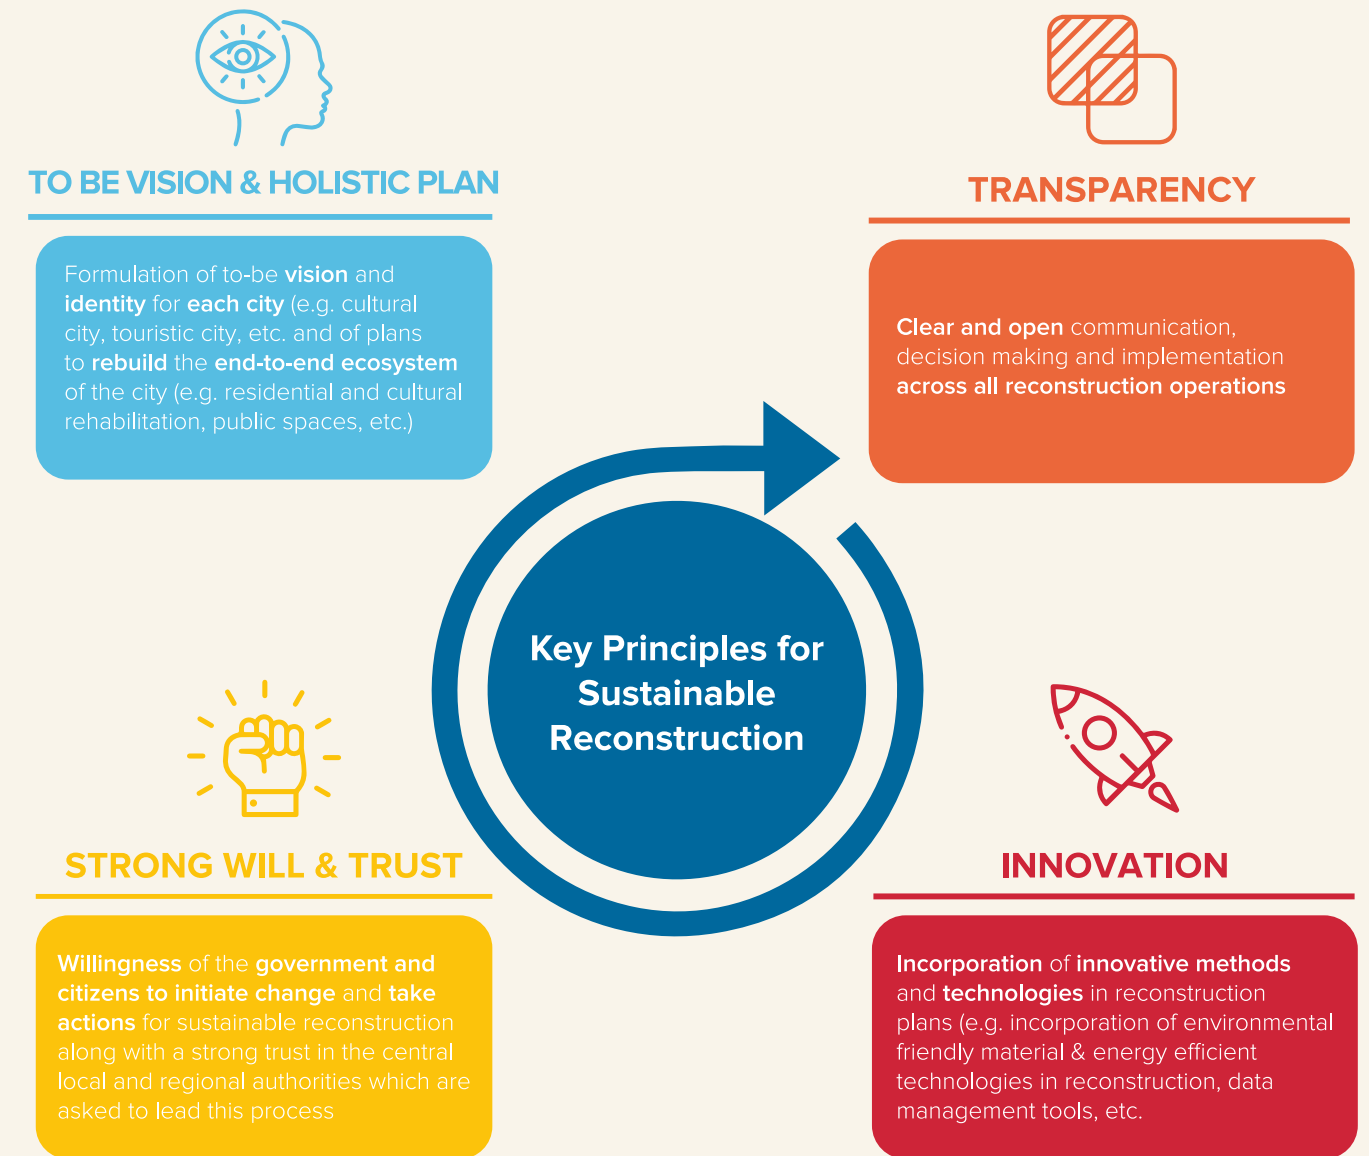 TO BE VISION & HOLISTIC PLAN
Formulation of to-be vision and
identity for each city (e.g. cultural
city, touristic city, etc. and of plans
to rebuild the end-to-end ecosystem
of the city (e.g. residential and cultural
rehabilitation, public spaces, etc.)
TRANSPARENCY
Clear and open communication,
decision making and implementation
across all reconstruction operations
Key Principles for
Sustainable
Reconstruction
STRONG WILL & TRUST
Willingness of the government and
citizens to initiate change and take
actions for sustainable reconstruction
along with a strong trust in the central
local and regional authorities which are
asked to lead this process
INNOVATION
Incorporation of innovative methods
and technologies in reconstruction
plans (e.g. incorporation of environmental
friendly material & energy efficient
technologies in reconstruction, data
management tools, etc.